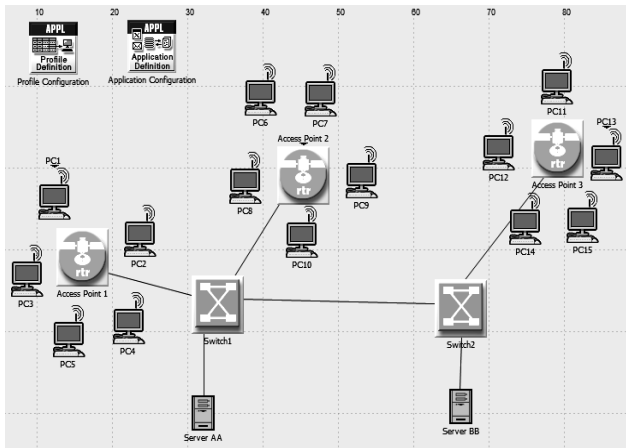 10 20 30 40 50 60 70 80
APPL
Profile
Definition
Profile Configuration
APPL
Application
Definition
Application Configuration
PC6
PC7
PC11
PC13
PC1
Access Point 2
PC12
Access Point 3
PC8
PC9
PC2
PC10
PC14
PC15
rtr
rtr
rtr
PC3
Access Point 1
PC5
PC4
Switch1
Switch2
Server AA
Server BB